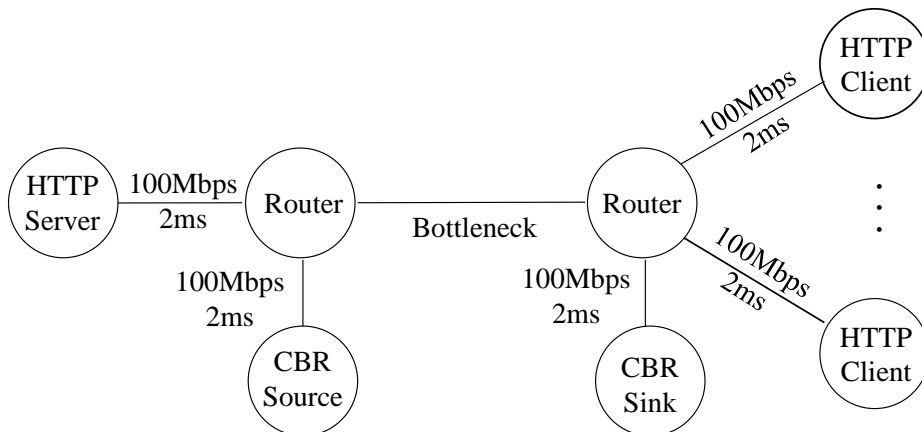 HTTP
Client
100Mbps
2ms
HTTP
Server
100Mbps
2ms
Router
Bottleneck
Router
100Mbps
2ms
100Mbps
2ms
CBR
Source
100Mbps
2ms
CBR
Sink
HTTP
Client